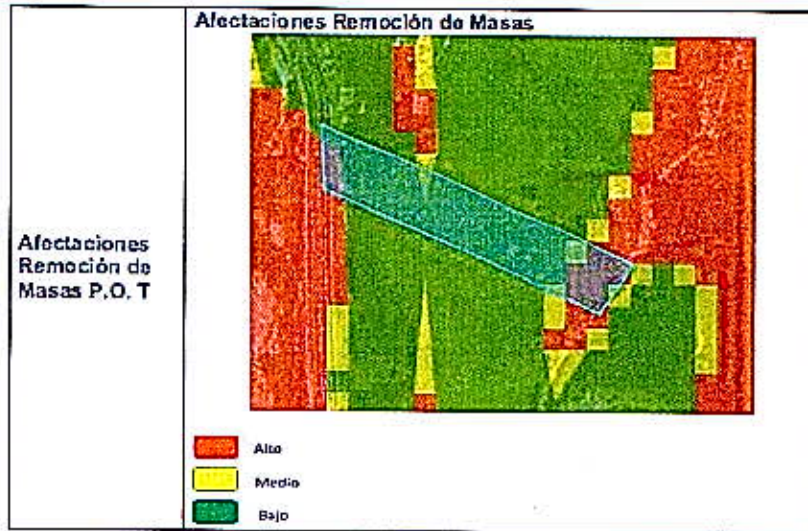 Afectaciones Remoción de Masas
Afectaciones
Remoción de
Masas P.O. T
Alto
Medio
Bajo